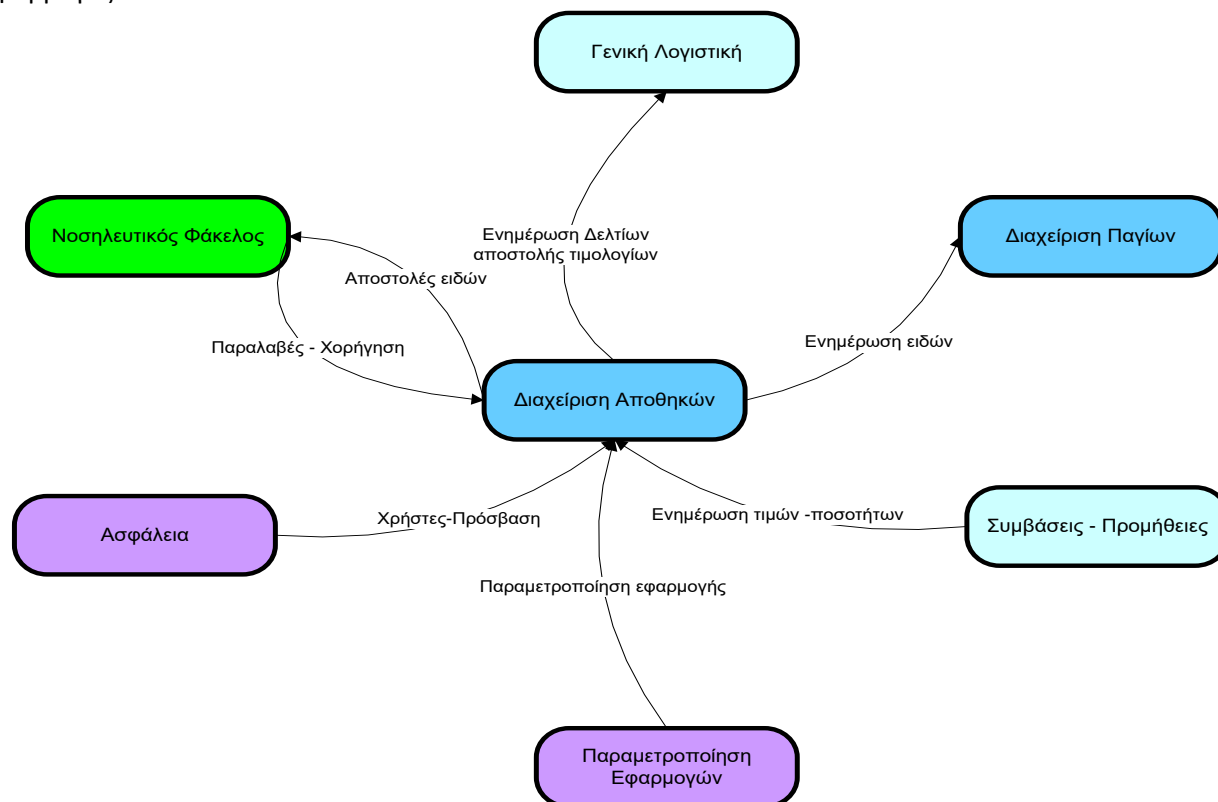 Γενική Λογιστική
Νοσηλευτικός Φάκελος
Ενημέρωση Δελτίων
αποστολής τιμολογίων
Διαχείριση Παγίων
Αποστολές ειδών
Παραλαβές - Χορήγηση
Ενημέρωση ειδών
Διαχείριση Αποθηκών
Ασφάλεια
Χρήστες-Πρόσβαση
Ενημέρωση τιμών -ποσοτήτων
Συμβάσεις - Προμήθειες
Παραμετροποίηση εφαρμογής
Παραμετροποίηση
Εφαρμογών